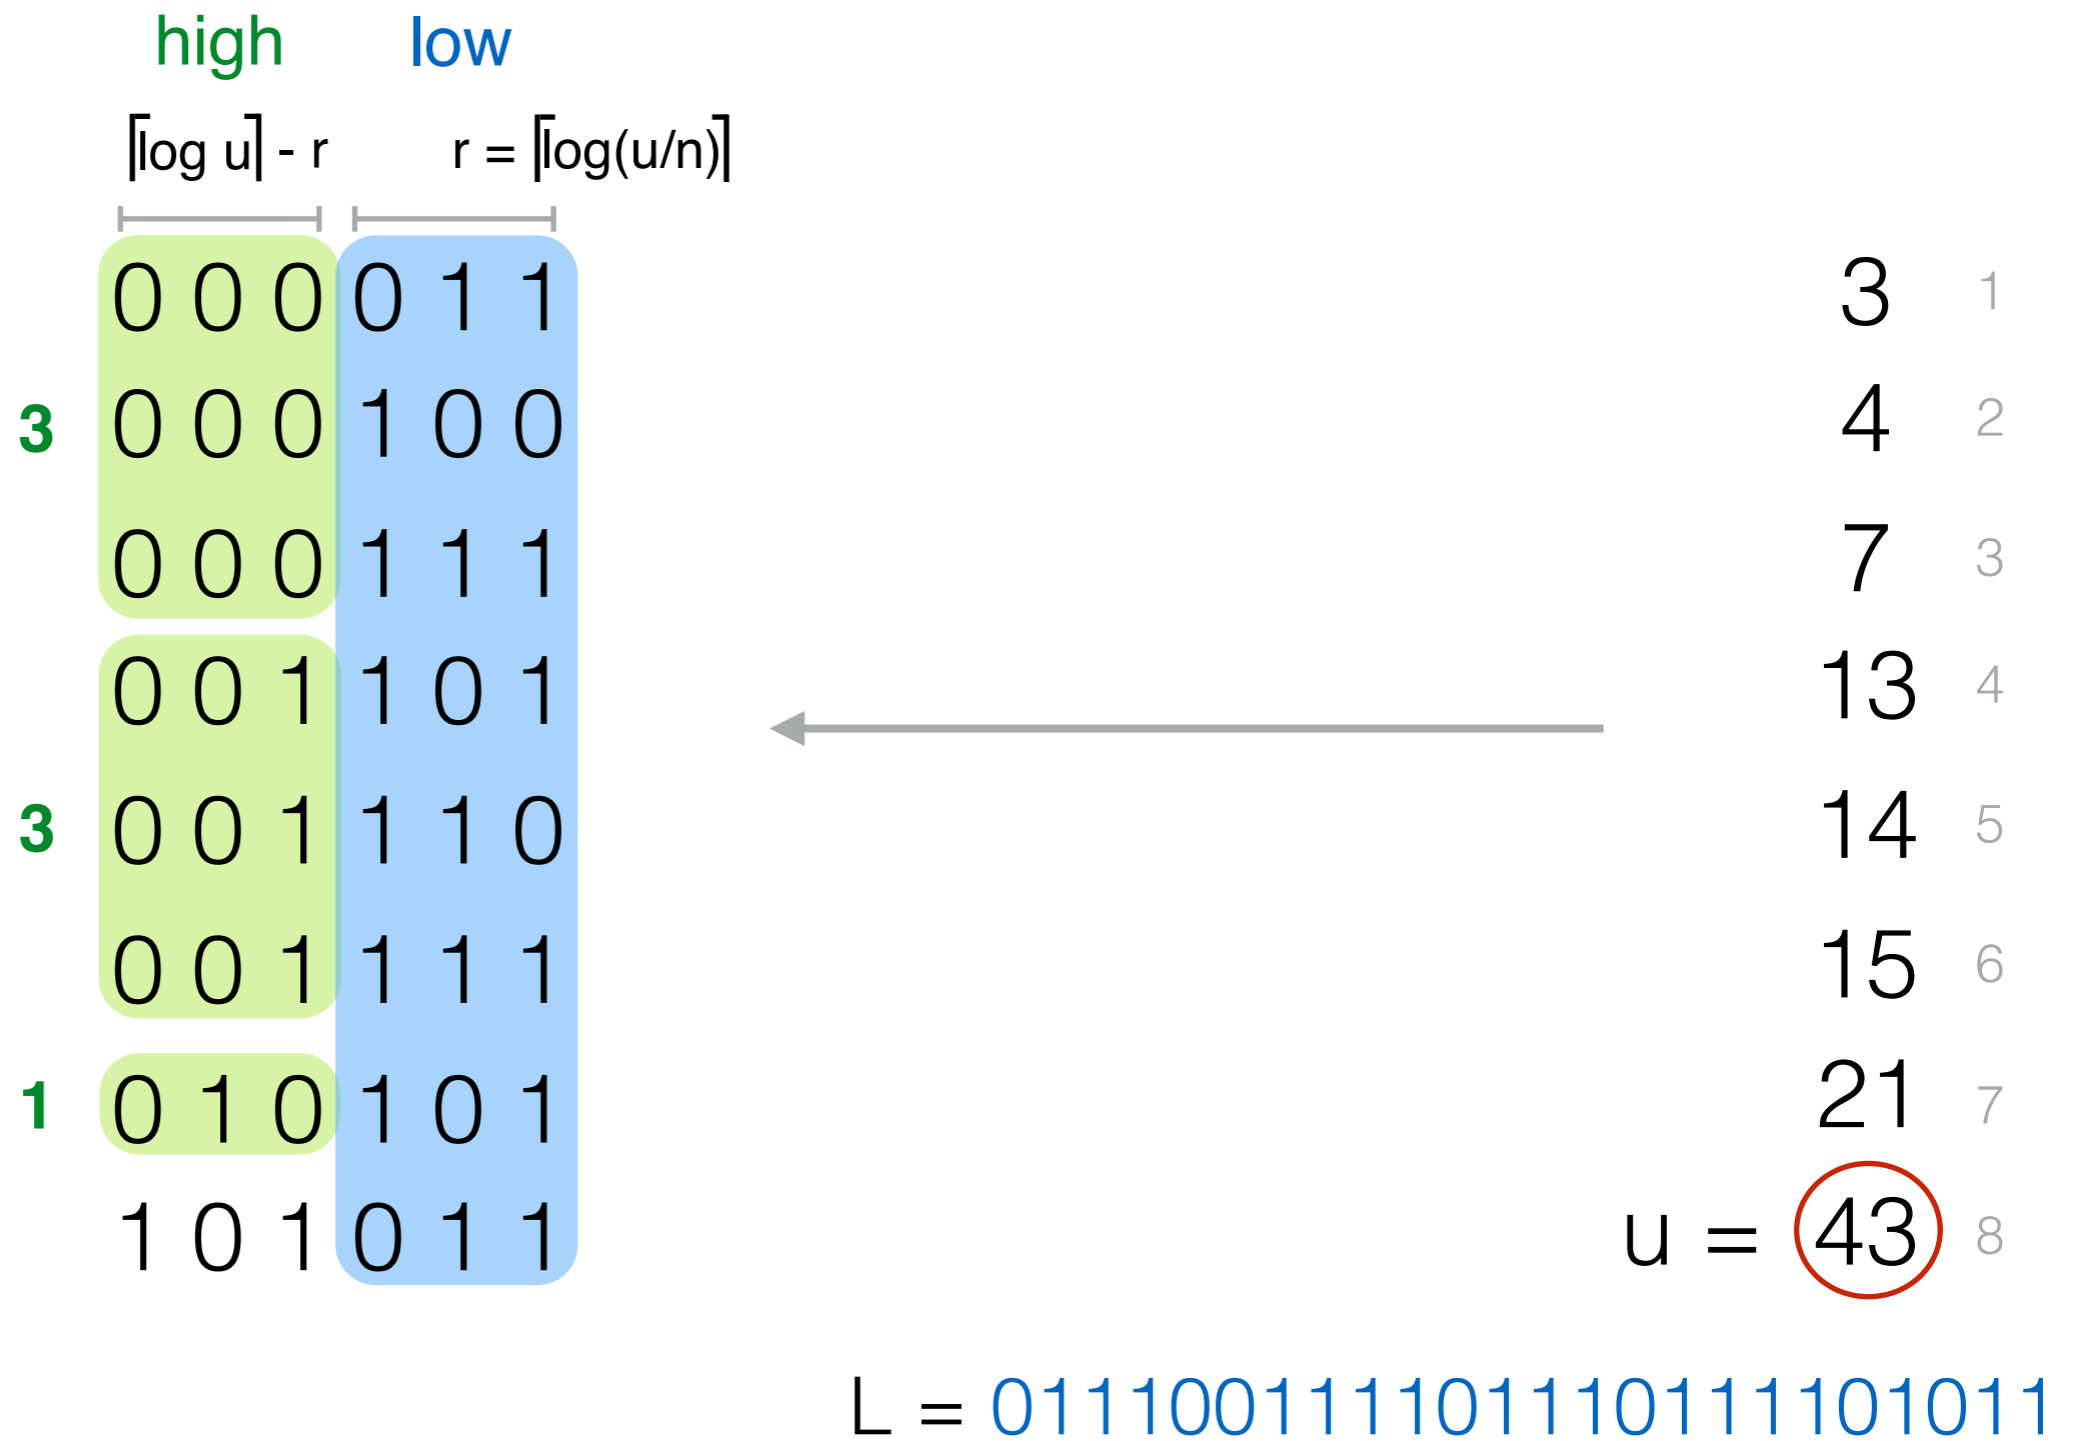 high low
⌈log u⌉ - r r = ⌈log(u/n)⌉
0 0 0 0 1 1 3 1
3 0 0 0 1 0 0 4 2
0 0 0 1 1 1 7 3
0 0 1 1 0 1 13 4
3 0 0 1 1 1 0 14 5
0 0 1 1 1 1 15 6
1 0 1 0 1 0 1 21 7
1 0 1 0 1 1 u = 43 8
L = 011100111101110111101011